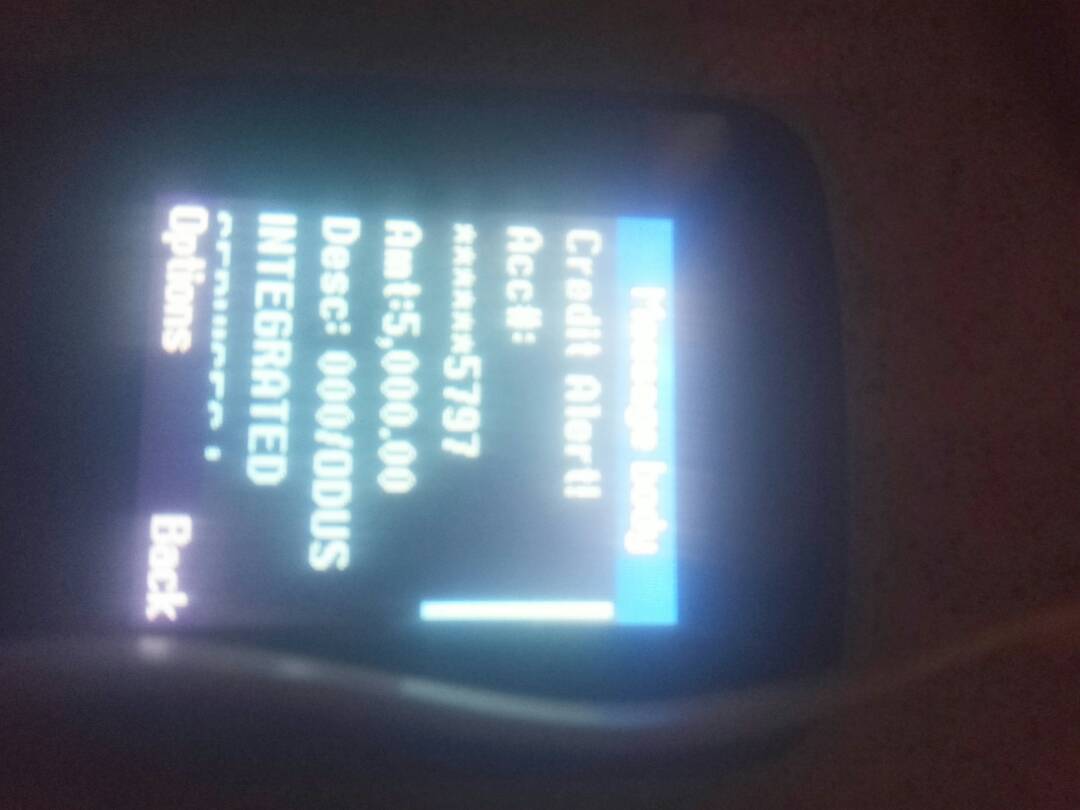 Message body
Credit Alert!
Acc#:
******5797
Amt:5,000.00
Desc: 000/ODUS
INTEGRATED
Options
Back